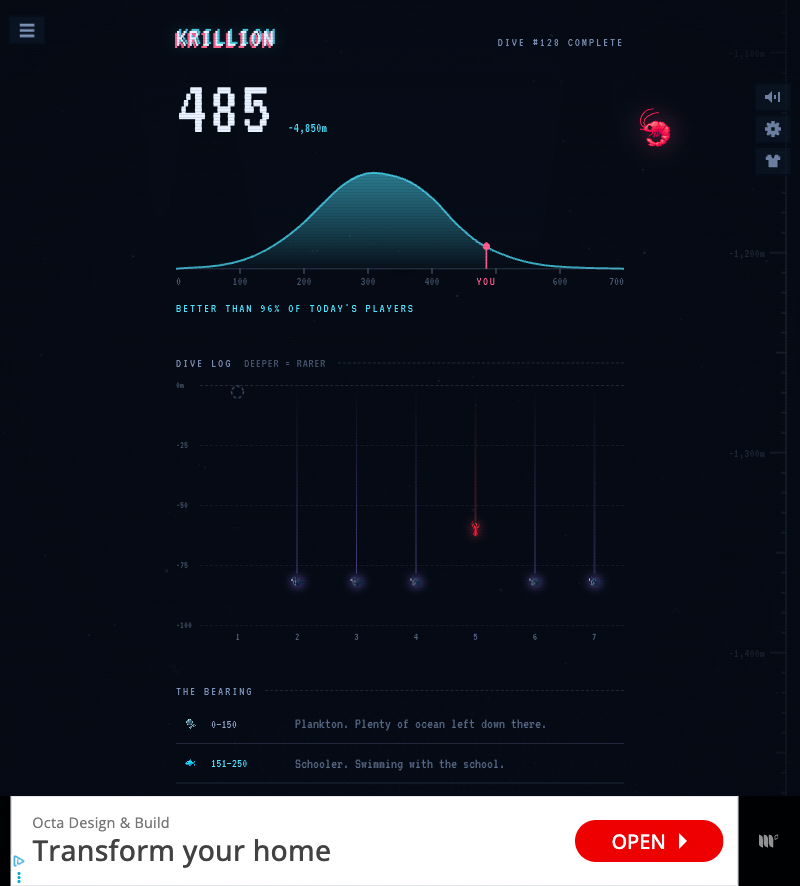 KRILLION
DIVE #128 COMPLETE
485
-4,850m
0 100 200 300 400 YOU 600 700
BETTER THAN 96% OF TODAY'S PLAYERS
DIVE LOG DEEPER = RARER
0m
-25
-50
-75
-100
1 2 3 4 5 6 7
THE BEARING
0-150 Plankton. Plenty of ocean left down there.
151-250 Schooler. Swimming with the school.
-1,100m
-1,200m
-1,300m
-1,400m
Octa Design & Build
Transform your home
OPEN